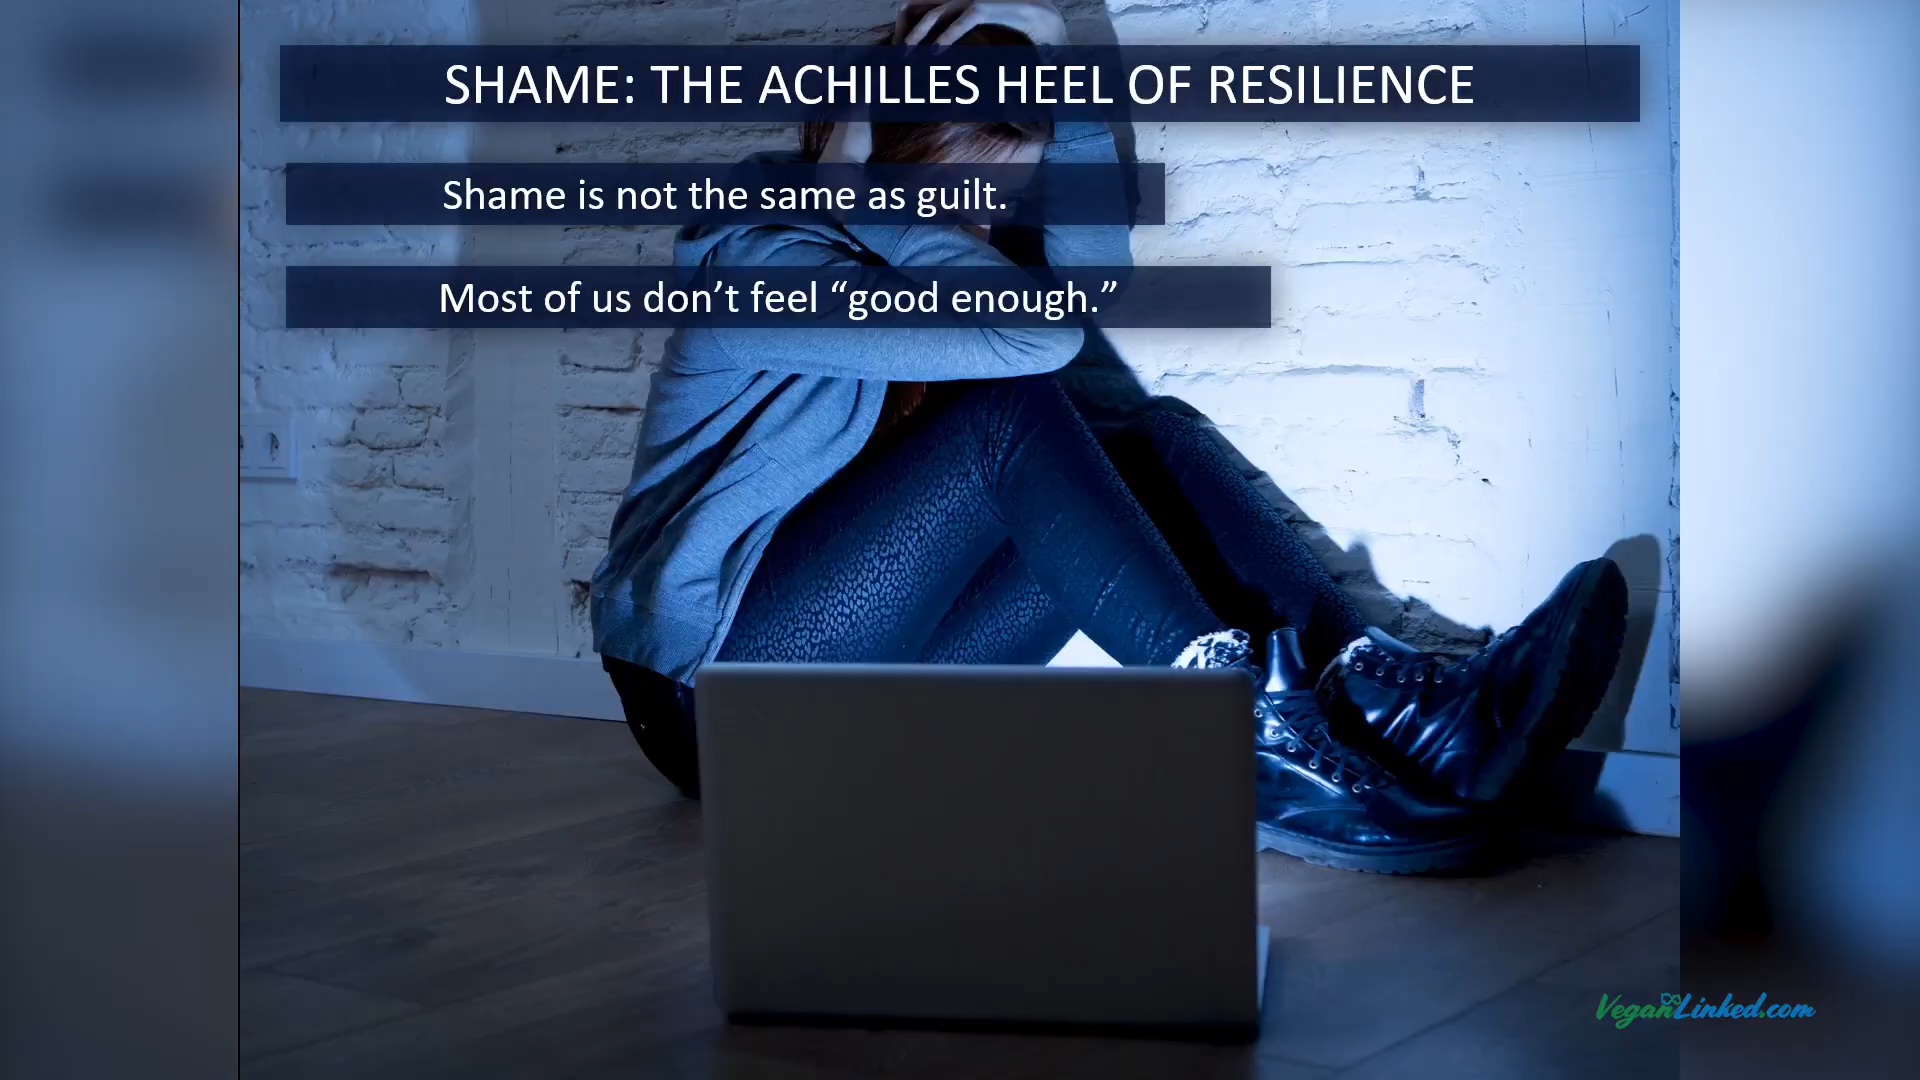 SHAME: THE ACHILLES HEEL OF RESILIENCE
Shame is not the same as guilt.
Most of us don’t feel “good enough.”
VeganLinked.com